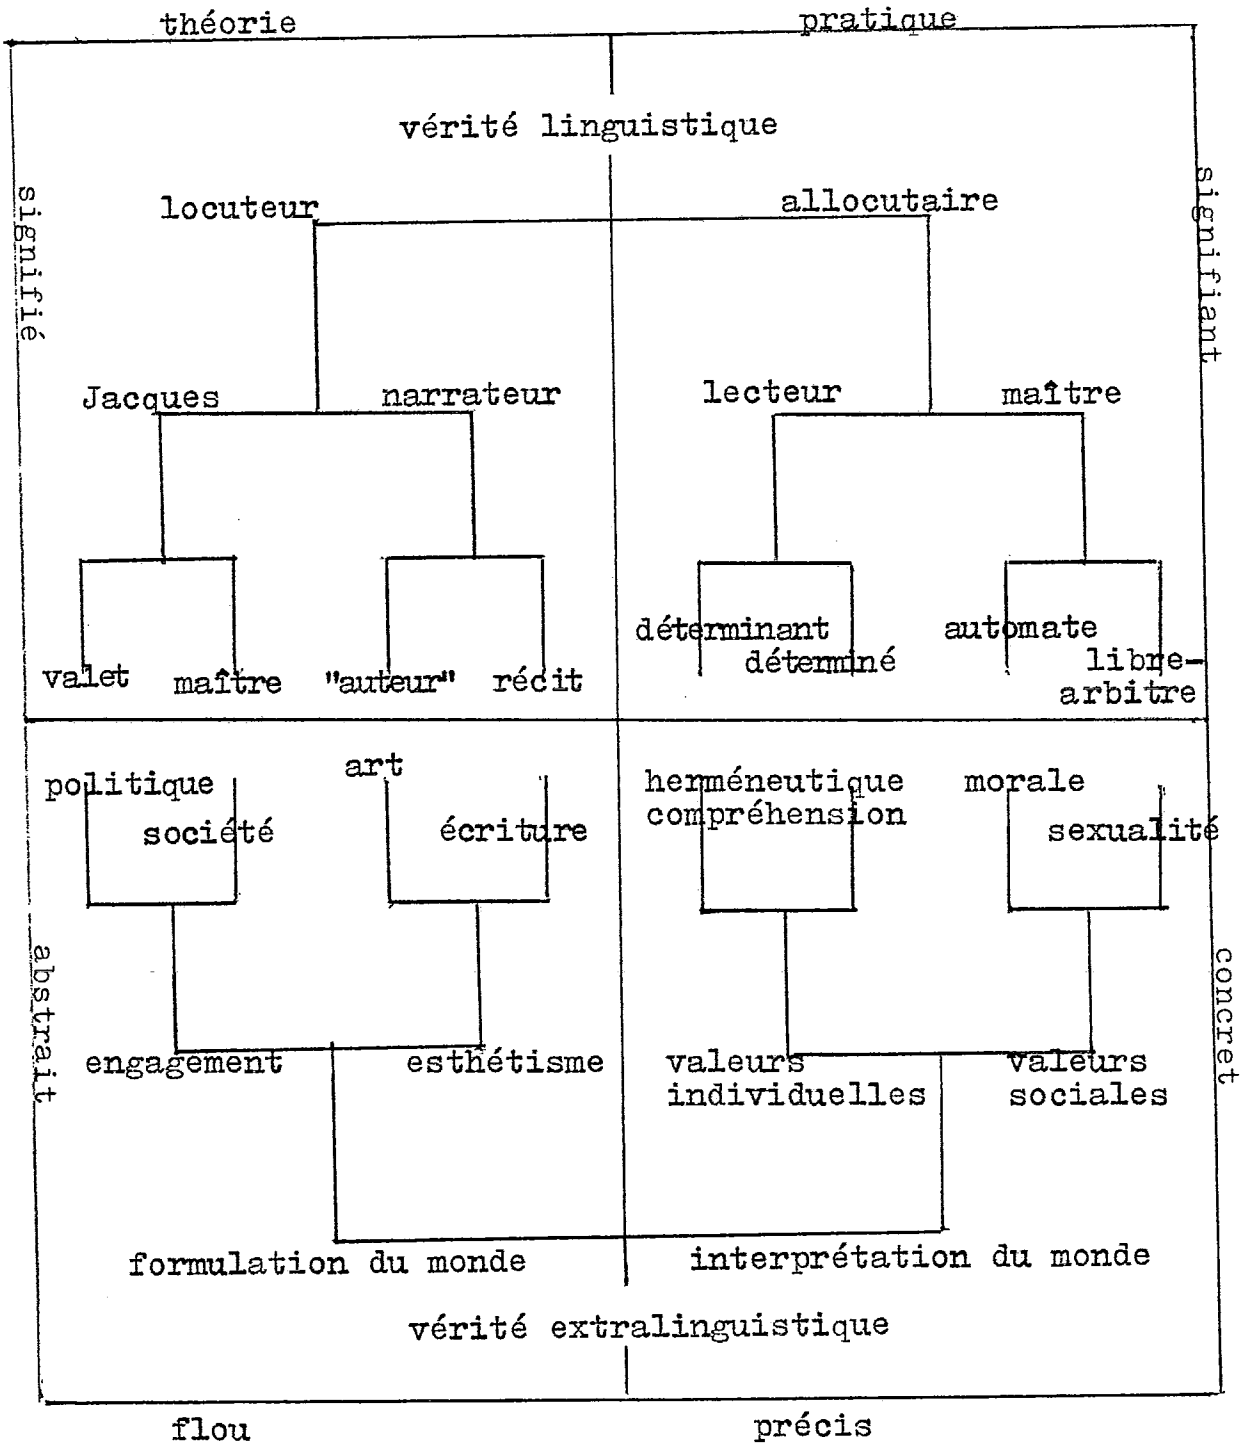 théorie
pratique
vérité linguistique
signifié
signifiant
locuteur
allocutaire
Jacques
narrateur
lecteur
maître
déterminant
automate
déterminé
libre-
arbitre
valet
maître
"auteur"
récit
politique
art
herméneutique
morale
compréhension
société
écriture
sexualité
abstrait
concret
engagement
esthétisme
valeurs
individuelles
valeurs
sociales
formulation du monde
interprétation du monde
vérité extralinguistique
flou
précis